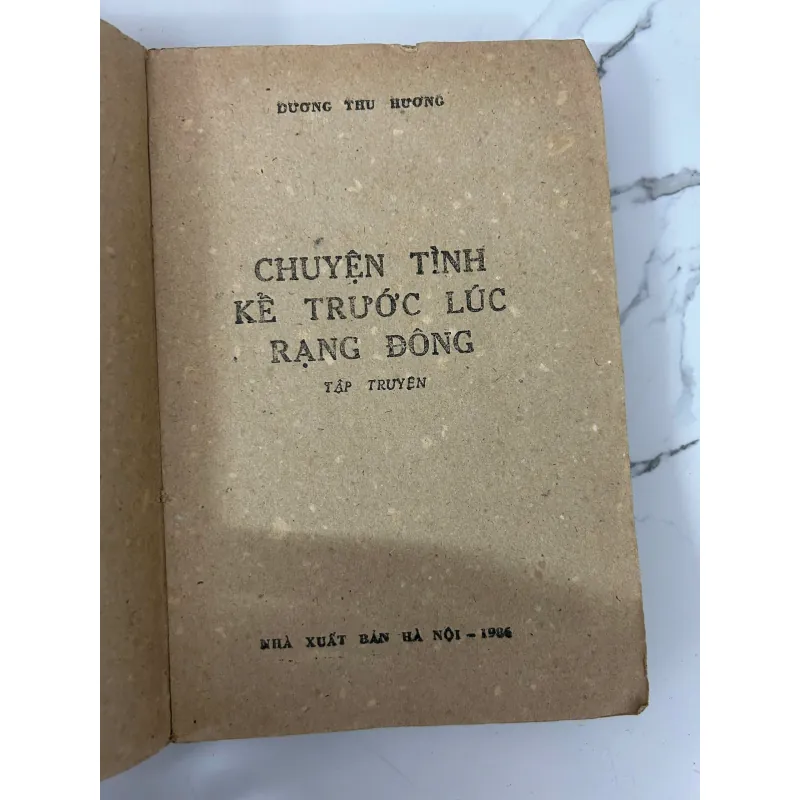 DƯƠNG THU HƯƠNG
CHUYỆN TÌNH
KỂ TRƯỚC LÚC
RẠNG ĐÔNG
TẬP TRUYỆN
NHÀ XUẤT BẢN HÀ NỘI - 1986